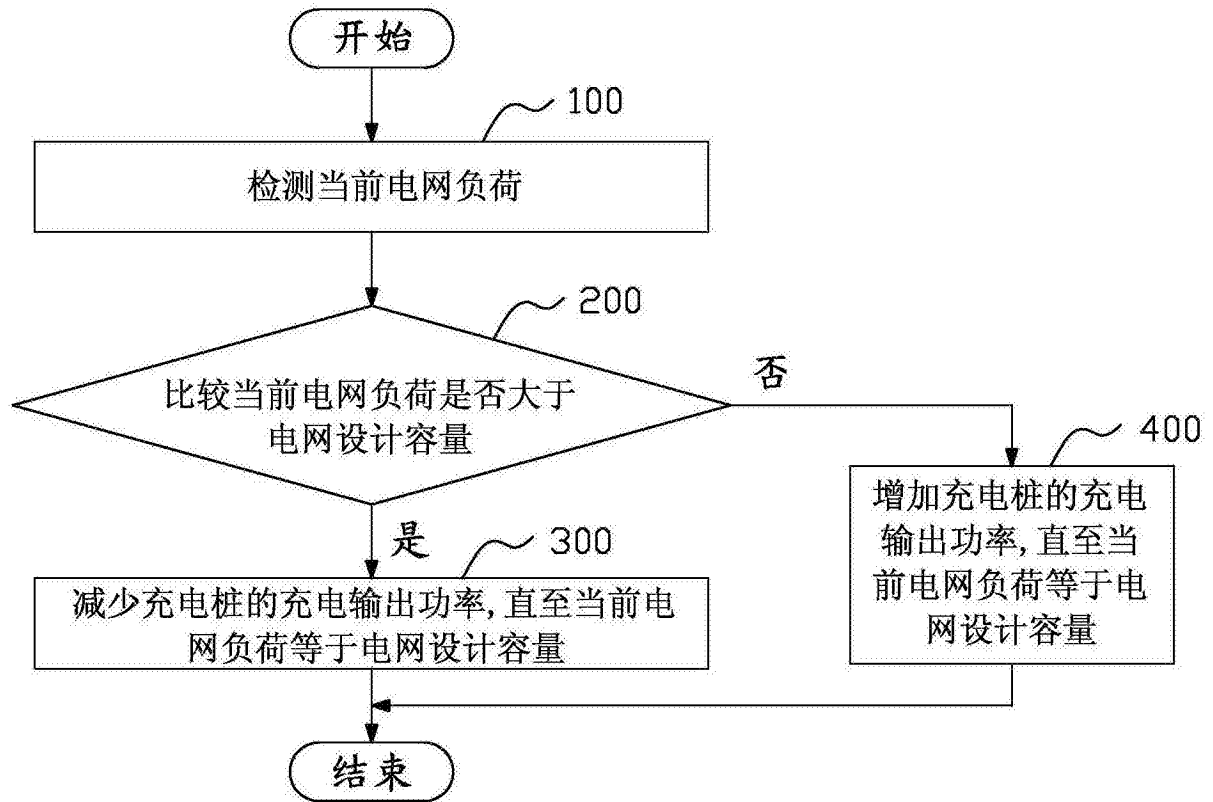 开始
100
检测当前电网负荷
200
比较当前电网负荷是否大于
电网设计容量
否
400
增加充电桩的充电
输出功率,直至当
前电网负荷等于电
网设计容量
是
300
减少充电桩的充电输出功率,直至当前电
网负荷等于电网设计容量
结束